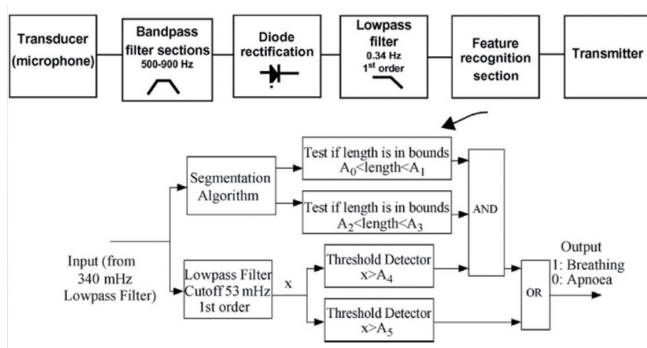 Transducer
(microphone)
Bandpass
filter sections
500-900 Hz
Diode
rectification
Lowpass
filter
0.34 Hz
1st order
Feature
recognition
section
Transmitter
Segmentation
Algorithm
Test if length is in bounds
A0<length<A1
Test if length is in bounds
A2<length<A3
AND
Input (from
340 mHz
Lowpass Filter)
Lowpass Filter
Cutoff 53 mHz
1st order
x
Threshold Detector
x>A4
Threshold Detector
x>A5
OR
Output
1: Breathing
0: Apnoea